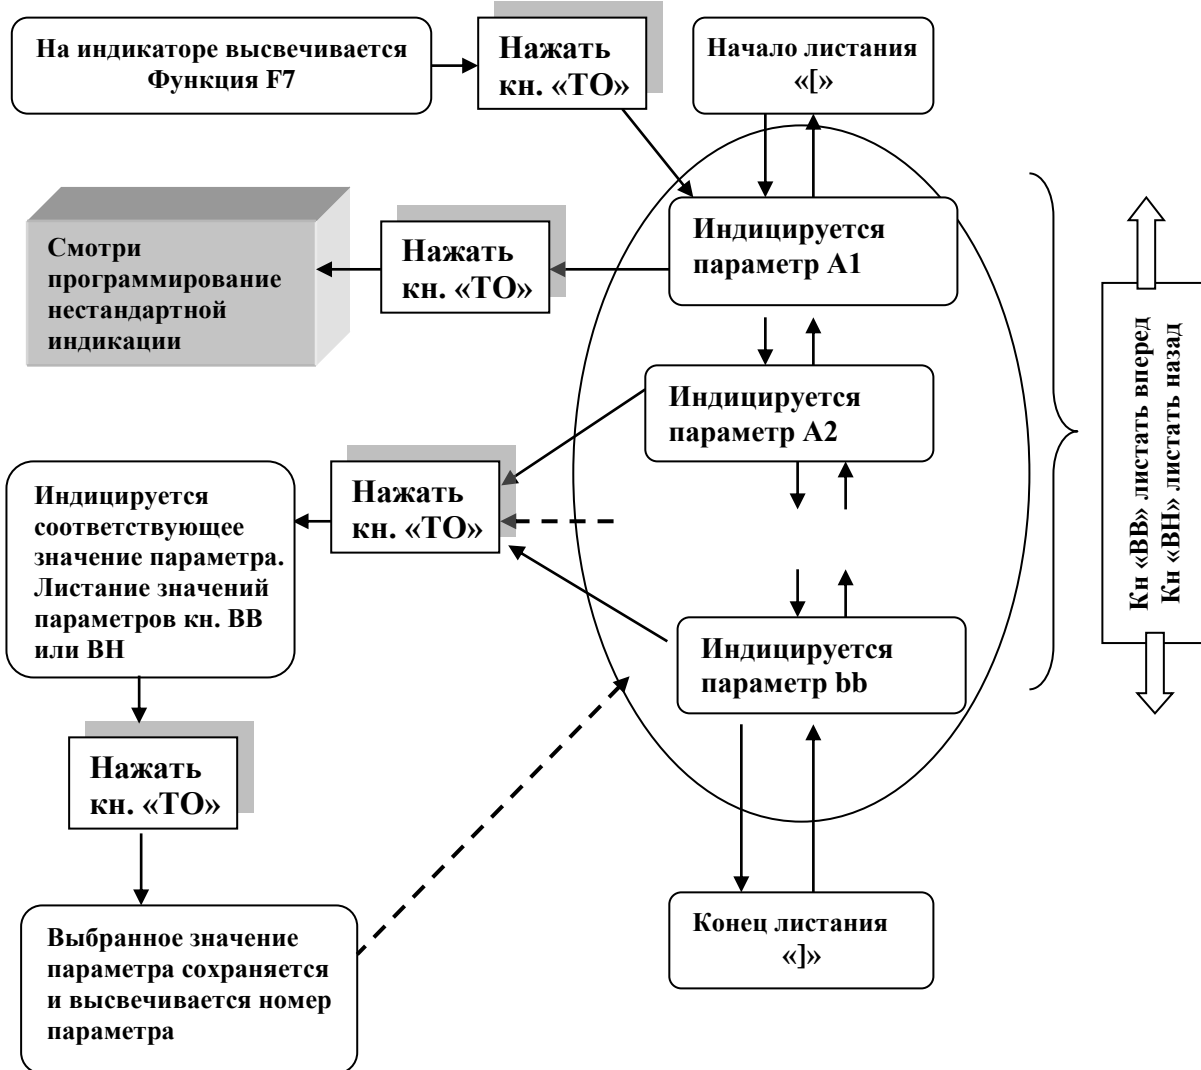 На индикаторе высвечивается
Функция F7
Нажать
кн. «ТО»
Начало листания
«[»
Смотри
программирование
нестандартной
индикации
Нажать
кн. «ТО»
Индицируется
параметр А1
Индицируется
параметр А2
Индицируется
соответствующее
значение параметра.
Листание значений
параметров кн. ВВ
или ВН
Нажать
кн. «ТО»
Индицируется
параметр bb
Кн «ВВ» листать вперед
Кн «ВН» листать назад
Нажать
кн. «ТО»
Выбранное значение
параметра сохраняется
и высвечивается номер
параметра
Конец листания
«]»